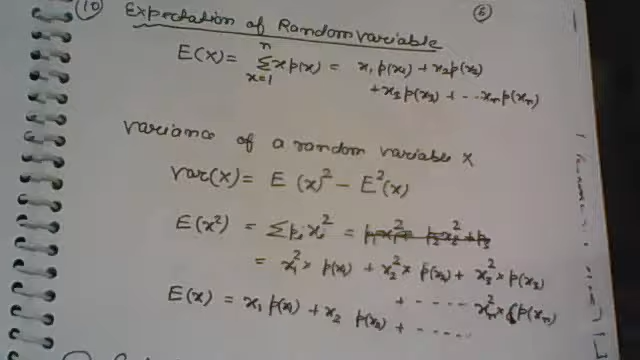 (10) Expectation of Random variable (6)
E(X) = n∑x=1 x p(x) = x₁ p(x₁) + x₂ p(x₂)
+ x₃ p(x₃) + -.. xₙ p(xₙ)
Variance of a random variable X
Var(X) = E (x)² - E²(x)
E(x²) = ∑ pᵢ xᵢ² =
= x₁² × p(x₁) + x₂² × p(x₂) + x₃² × p(x₃)
+ ---- xₙ² × p(xₙ)
E(x) = x₁ p(x₁) + x₂ p(x₂) + -----